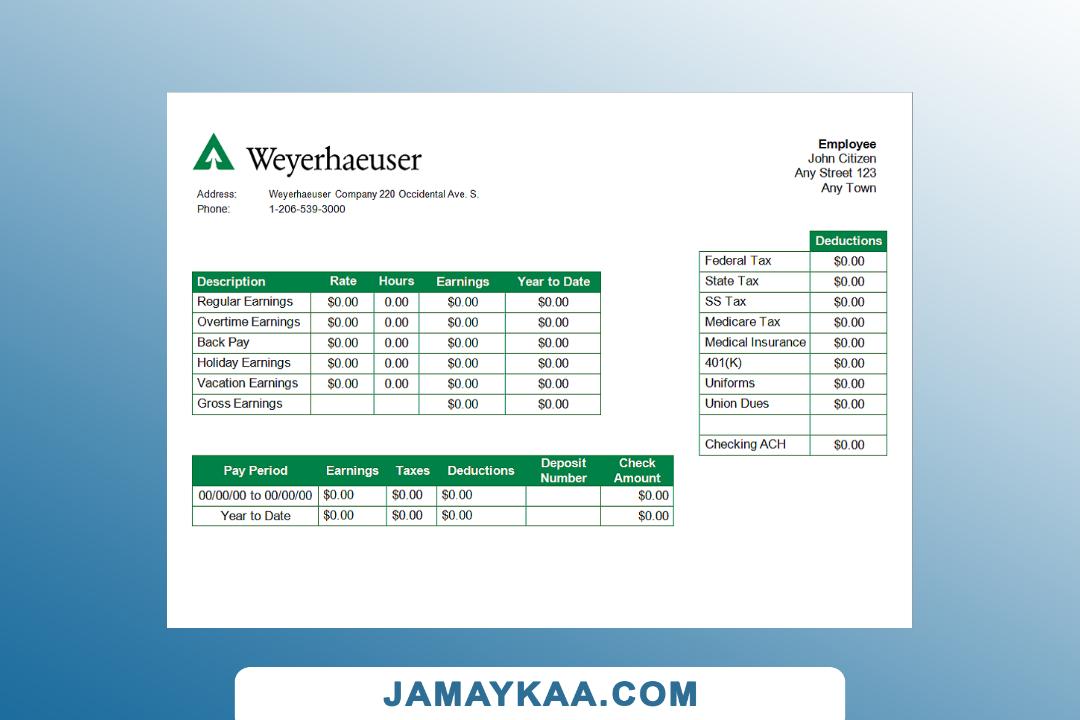 Weyerhaeuser
Address: Weyerhaeuser Company 220 Occidental Ave. S.
Phone: 1-206-539-3000
Employee
John Citizen
Any Street 123
Any Town
Description Rate Hours Earnings Year to Date
Regular Earnings $0.00 0.00 $0.00 $0.00
Overtime Earnings $0.00 0.00 $0.00 $0.00
Back Pay $0.00 0.00 $0.00 $0.00
Holiday Earnings $0.00 0.00 $0.00 $0.00
Vacation Earnings $0.00 0.00 $0.00 $0.00
Gross Earnings $0.00 $0.00
Deductions
Federal Tax $0.00
State Tax $0.00
SS Tax $0.00
Medicare Tax $0.00
Medical Insurance $0.00
401(K) $0.00
Uniforms $0.00
Union Dues $0.00
Checking ACH $0.00
Pay Period Earnings Taxes Deductions Deposit Number Check Amount
00/00/00 to 00/00/00 $0.00 $0.00 $0.00 $0.00
Year to Date $0.00 $0.00 $0.00 $0.00
JAMAYKAA.COM